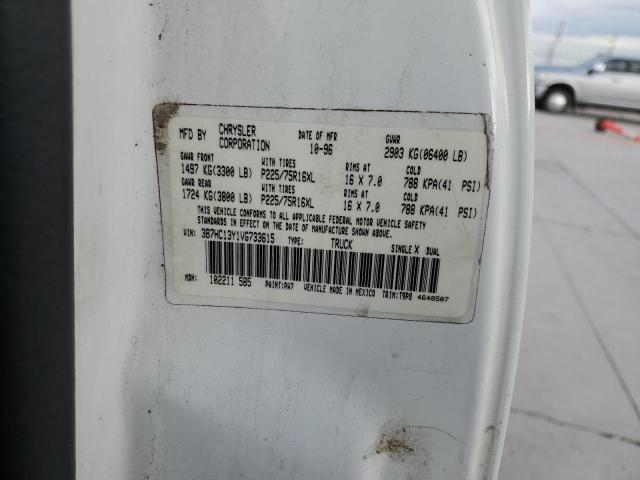 MFD BY CHRYSLER CORPORATION DATE OF MFR 10-96 GVWR 2903 KG(06400 LB)
GAWR FRONT WITH TIRES RIMS AT COLD
1497 KG(3300 LB) P225/75R16XL 16 X 7.0 788 KPA(41 PSI)
GAWR REAR WITH TIRES RIMS AT COLD
1724 KG(3800 LB) P225/75R16XL 16 X 7.0 788 KPA(41 PSI)
THIS VEHICLE CONFORMS TO ALL APPLICABLE FEDERAL MOTOR VEHICLE SAFETY
STANDARDS IN EFFECT ON THE DATE OF MANUFACTURE SHOWN ABOVE.
VIN: 3B7HC13Y1VG733615 TYPE: TRUCK SINGLE X DUAL
MDH: 102211 585 PAINT:PW7 VEHICLE MADE IN MEXICO TRIM:T9P8 4648507